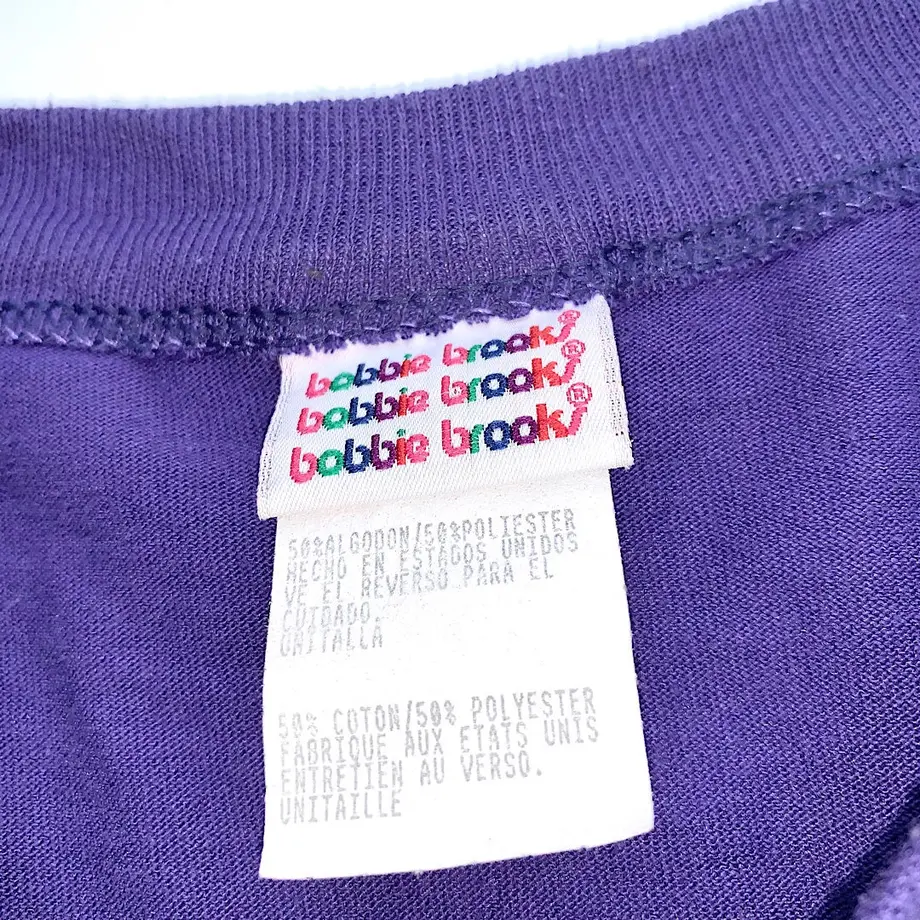 bobbie brooks®
bobbie brooks®
bobbie brooks®
50%ALGODON/50%POLIESTER
HECHO EN ESTADOS UNIDOS
VE EL REVERSO PARA EL
CUIDADO.
UNITALLA
50% COTON/50% POLYESTER
FABRIQUE AUX ETATS UNIS
ENTRETIEN AU VERSO.
UNITAILLE